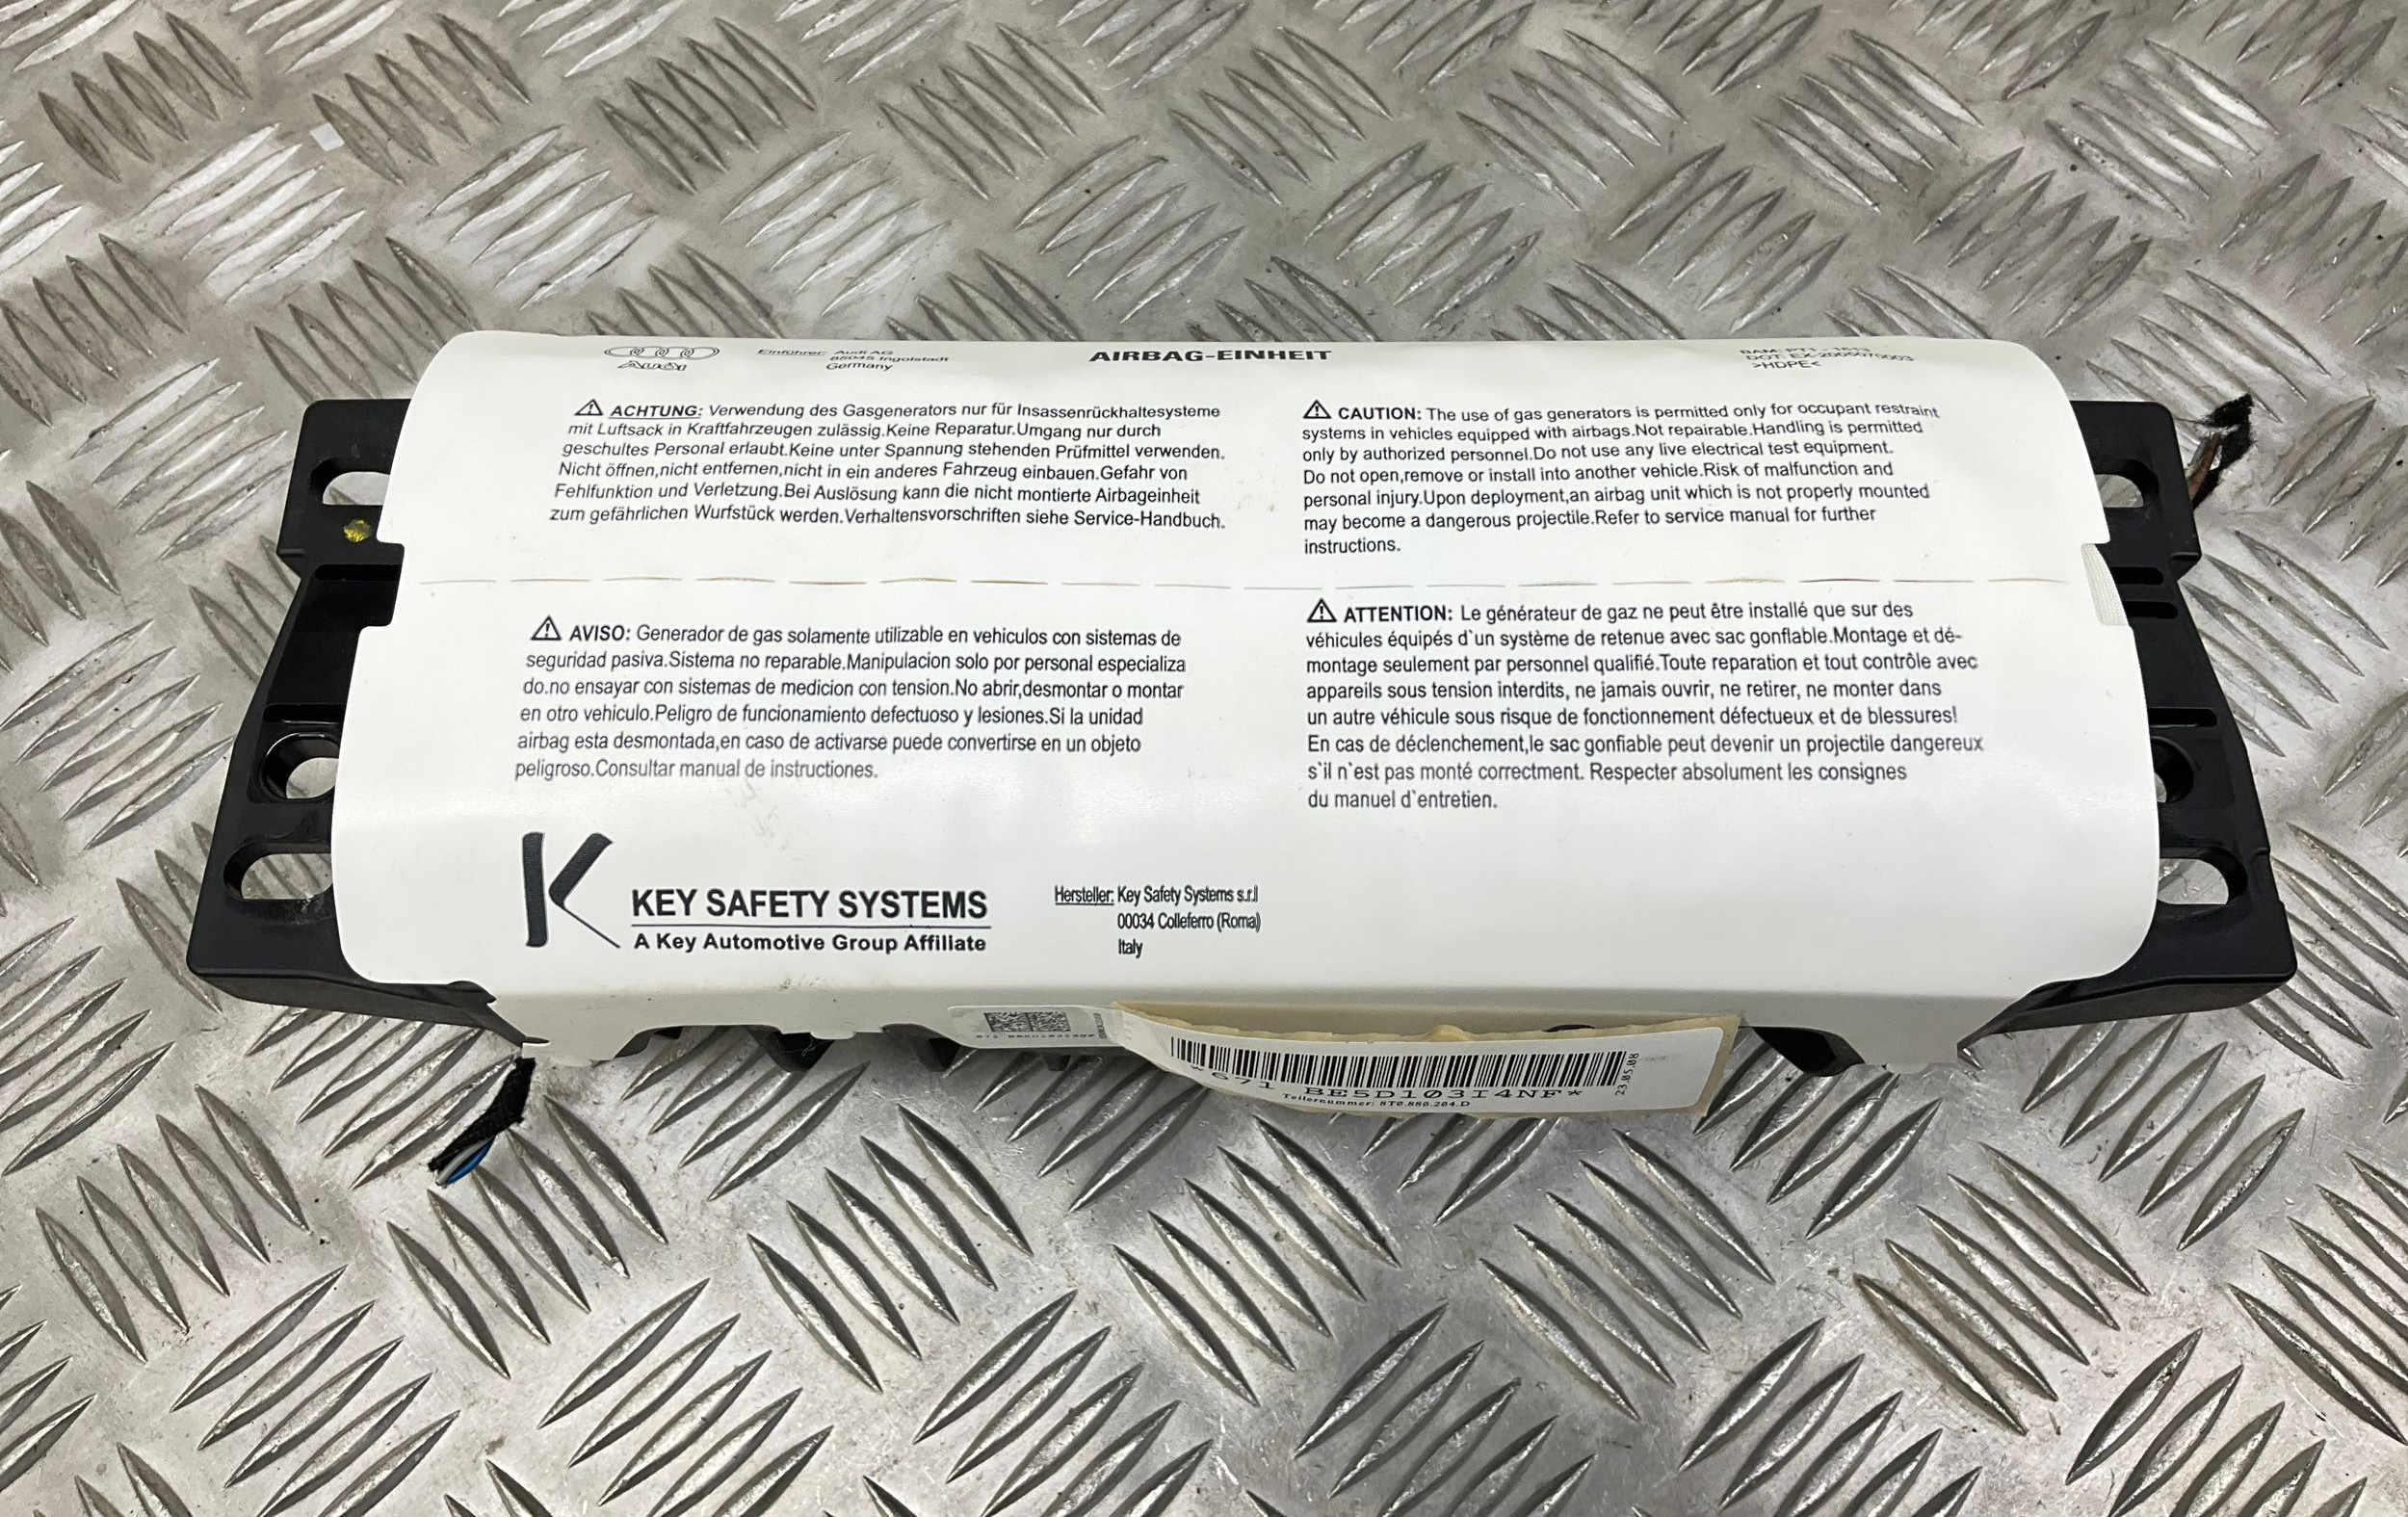 Audi
Einführer: Audi AG
85045 Ingolstadt
Germany
AIRBAG-EINHEIT
BAM: PT1 - 1613
DOT: EX-2005070003
>HDPE<
ACHTUNG: Verwendung des Gasgenerators nur für Insassenrückhaltesysteme
mit Luftsack in Kraftfahrzeugen zulässig.Keine Reparatur.Umgang nur durch
geschultes Personal erlaubt.Keine unter Spannung stehenden Prüfmittel verwenden.
Nicht öffnen,nicht entfernen,nicht in ein anderes Fahrzeug einbauen.Gefahr von
Fehlfunktion und Verletzung.Bei Auslösung kann die nicht montierte Airbageinheit
zum gefährlichen Wurfstück werden.Verhaltensvorschriften siehe Service-Handbuch.
CAUTION: The use of gas generators is permitted only for occupant restraint
systems in vehicles equipped with airbags.Not repairable.Handling is permitted
only by authorized personnel.Do not use any live electrical test equipment.
Do not open,remove or install into another vehicle.Risk of malfunction and
personal injury.Upon deployment,an airbag unit which is not properly mounted
may become a dangerous projectile.Refer to service manual for further
instructions.
AVISO: Generador de gas solamente utilizable en vehiculos con sistemas de
seguridad pasiva.Sistema no reparable.Manipulacion solo por personal especializa
do.no ensayar con sistemas de medicion con tension.No abrir,desmontar o montar
en otro vehiculo.Peligro de funcionamiento defectuoso y lesiones.Si la unidad
airbag esta desmontada,en caso de activarse puede convertirse en un objeto
peligroso.Consultar manual de instructiones.
ATTENTION: Le générateur de gaz ne peut être installé que sur des
véhicules équipés d`un système de retenue avec sac gonflable.Montage et dé-
montage seulement par personnel qualifié.Toute reparation et tout contrôle avec
appareils sous tension interdits, ne jamais ouvrir, ne retirer, ne monter dans
un autre véhicule sous risque de fonctionnement défectueux et de blessures!
En cas de déclenchement,le sac gonfiable peut devenir un projectile dangereux
s`il n`est pas monté correctment. Respecter absolument les consignes
du manuel d`entretien.
KEY SAFETY SYSTEMS
A Key Automotive Group Affiliate
Hersteller: Key Safety Systems s.r.l
00034 Colleferro (Roma)
Italy
*671 BE5D103I4NF*
Teilernummer: 8T0.880.204.D
23.05.08